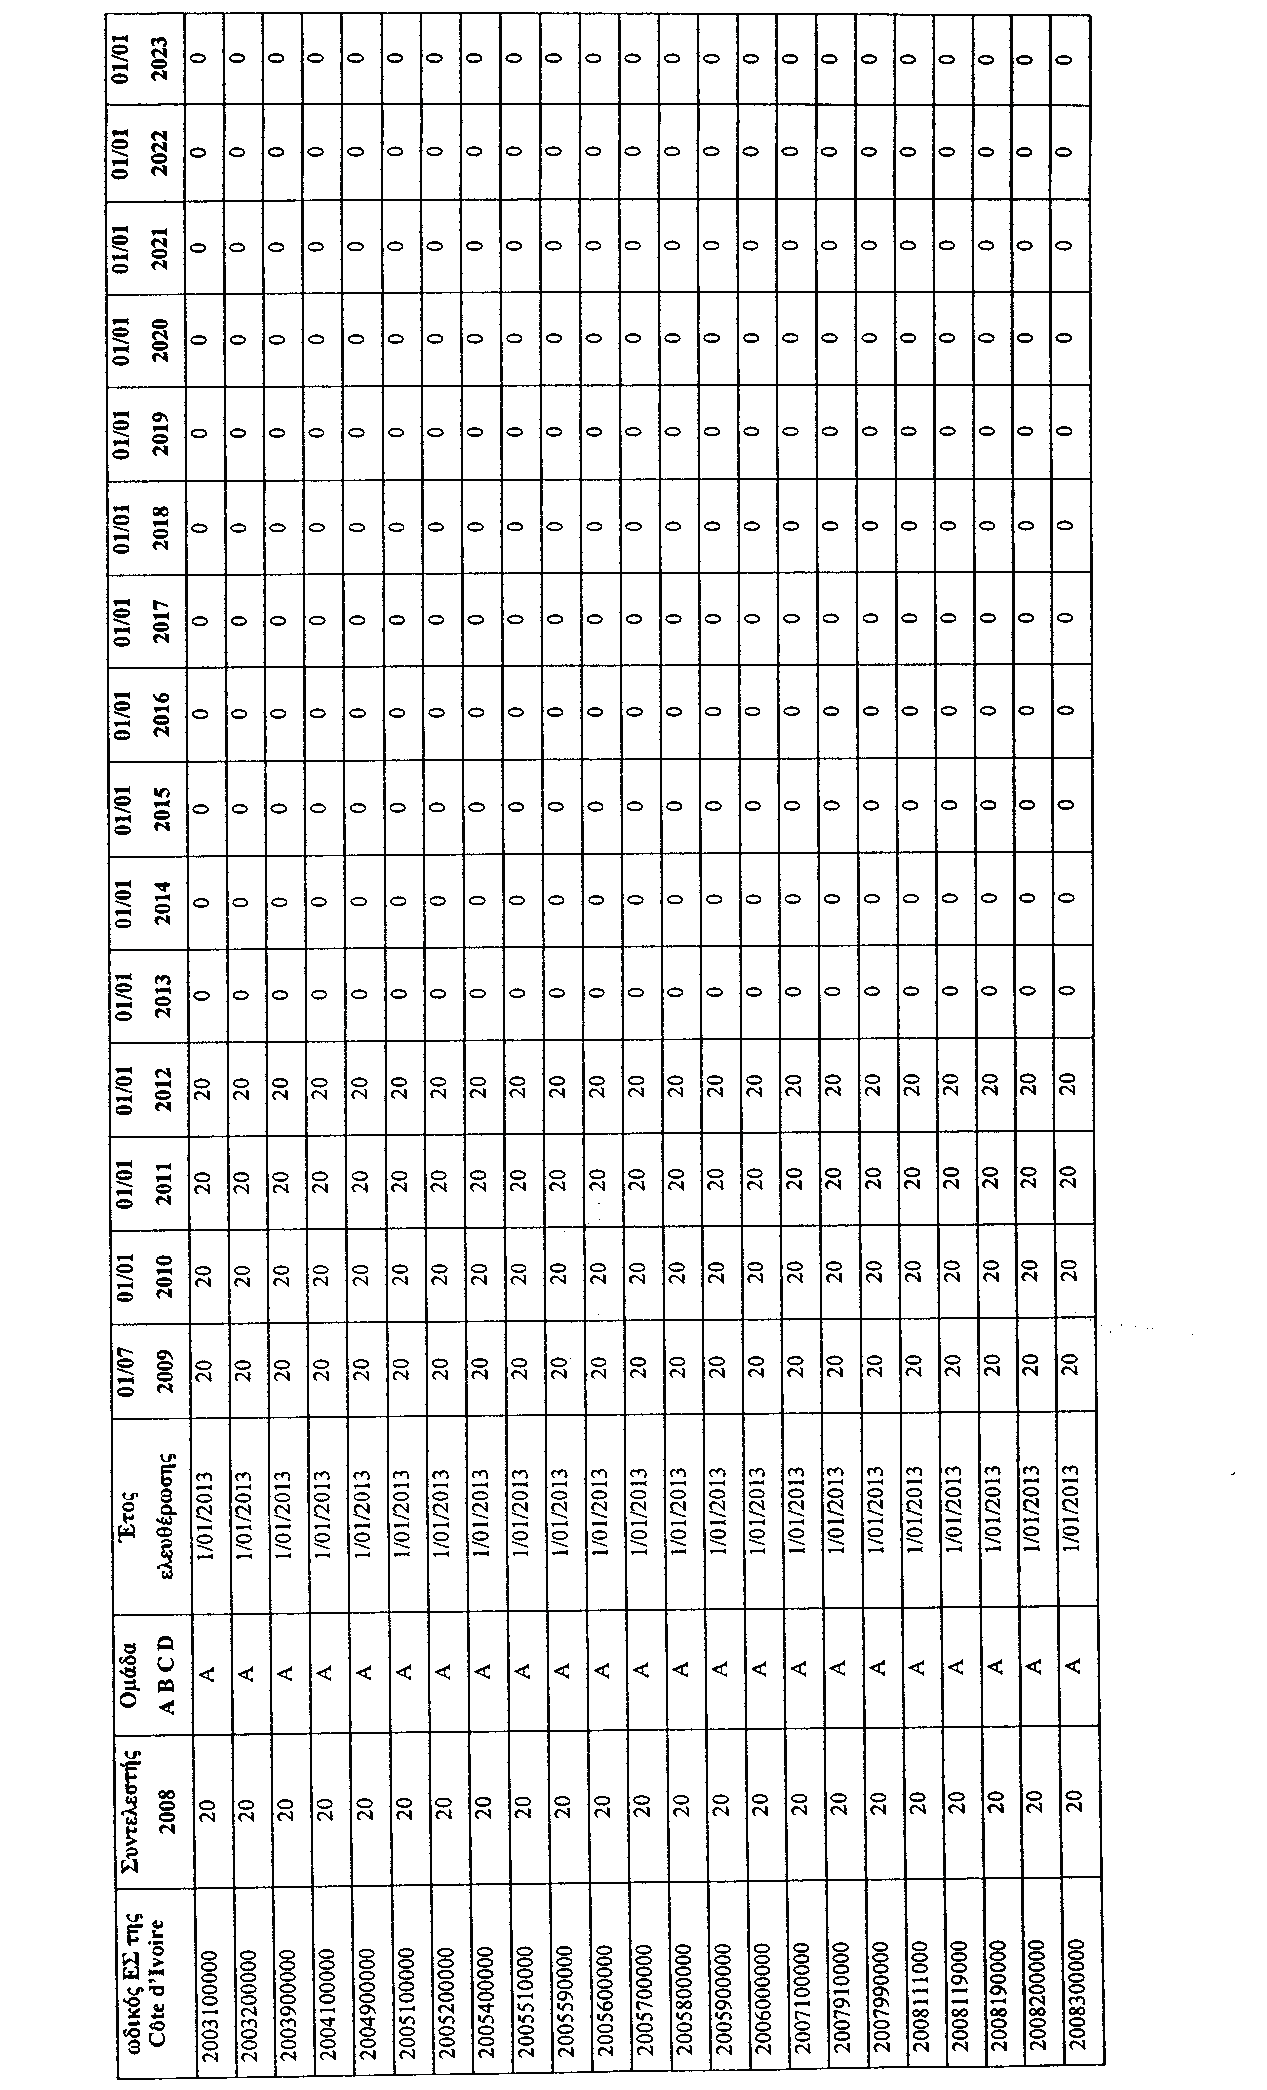 ωδικός ΕΣ της Côte d'Ivoire Συντελεστής 2008 Ομάδα A B C D Έτος ελευθέρωσης 01/07 2009 01/01 2010 01/01 2011 01/01 2012 01/01 2013 01/01 2014 01/01 2015 01/01 2016 01/01 2017 01/01 2018 01/01 2019 01/01 2020 01/01 2021 01/01 2022 01/01 2023
2003100000 20 A 1/01/2013 20 20 20 20 0 0 0 0 0 0 0 0 0 0 0
2003200000 20 A 1/01/2013 20 20 20 20 0 0 0 0 0 0 0 0 0 0 0
2003900000 20 A 1/01/2013 20 20 20 20 0 0 0 0 0 0 0 0 0 0 0
2004100000 20 A 1/01/2013 20 20 20 20 0 0 0 0 0 0 0 0 0 0 0
2004900000 20 A 1/01/2013 20 20 20 20 0 0 0 0 0 0 0 0 0 0 0
2005100000 20 A 1/01/2013 20 20 20 20 0 0 0 0 0 0 0 0 0 0 0
2005200000 20 A 1/01/2013 20 20 20 20 0 0 0 0 0 0 0 0 0 0 0
2005400000 20 A 1/01/2013 20 20 20 20 0 0 0 0 0 0 0 0 0 0 0
2005510000 20 A 1/01/2013 20 20 20 20 0 0 0 0 0 0 0 0 0 0 0
2005590000 20 A 1/01/2013 20 20 20 20 0 0 0 0 0 0 0 0 0 0 0
2005600000 20 A 1/01/2013 20 20 20 20 0 0 0 0 0 0 0 0 0 0 0
2005700000 20 A 1/01/2013 20 20 20 20 0 0 0 0 0 0 0 0 0 0 0
2005800000 20 A 1/01/2013 20 20 20 20 0 0 0 0 0 0 0 0 0 0 0
2005900000 20 A 1/01/2013 20 20 20 20 0 0 0 0 0 0 0 0 0 0 0
2006000000 20 A 1/01/2013 20 20 20 20 0 0 0 0 0 0 0 0 0 0 0
2007100000 20 A 1/01/2013 20 20 20 20 0 0 0 0 0 0 0 0 0 0 0
2007910000 20 A 1/01/2013 20 20 20 20 0 0 0 0 0 0 0 0 0 0 0
2007990000 20 A 1/01/2013 20 20 20 20 0 0 0 0 0 0 0 0 0 0 0
2008111000 20 A 1/01/2013 20 20 20 20 0 0 0 0 0 0 0 0 0 0 0
2008119000 20 A 1/01/2013 20 20 20 20 0 0 0 0 0 0 0 0 0 0 0
2008190000 20 A 1/01/2013 20 20 20 20 0 0 0 0 0 0 0 0 0 0 0
2008200000 20 A 1/01/2013 20 20 20 20 0 0 0 0 0 0 0 0 0 0 0
2008300000 20 A 1/01/2013 20 20 20 20 0 0 0 0 0 0 0 0 0 0 0